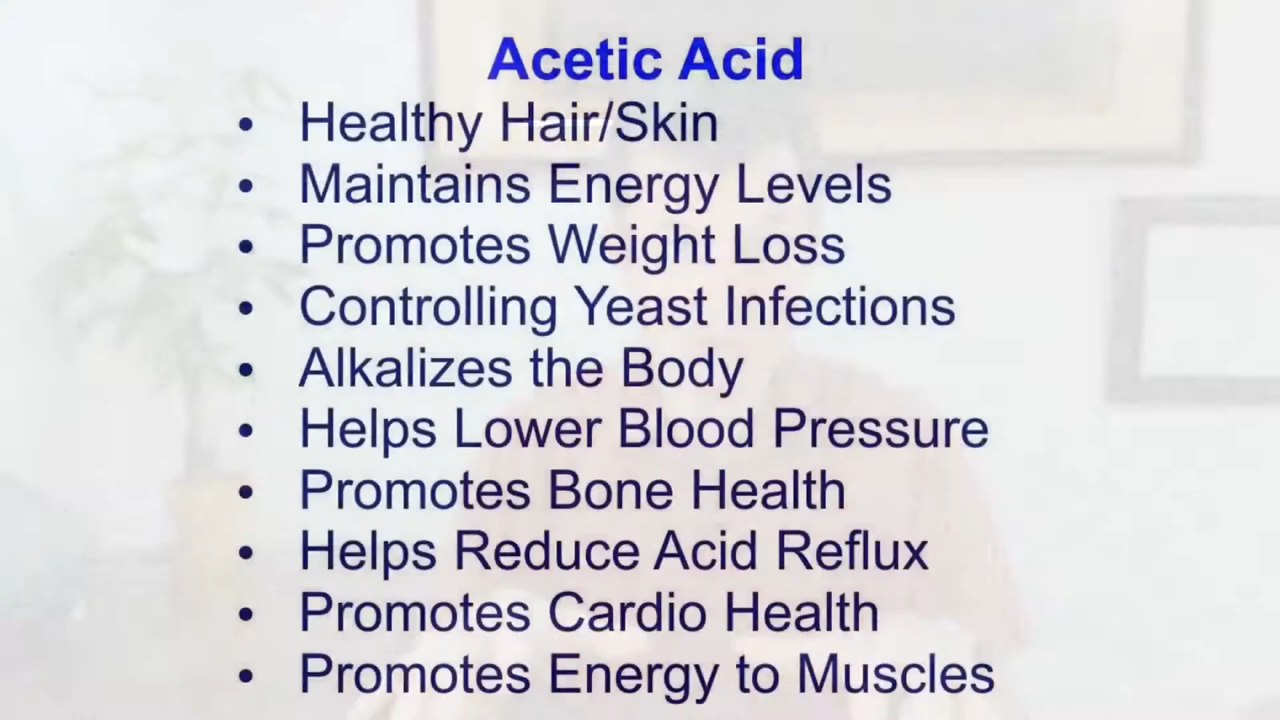 Acetic Acid
• Healthy Hair/Skin
• Maintains Energy Levels
• Promotes Weight Loss
• Controlling Yeast Infections
• Alkalizes the Body
• Helps Lower Blood Pressure
• Promotes Bone Health
• Helps Reduce Acid Reflux
• Promotes Cardio Health
• Promotes Energy to Muscles